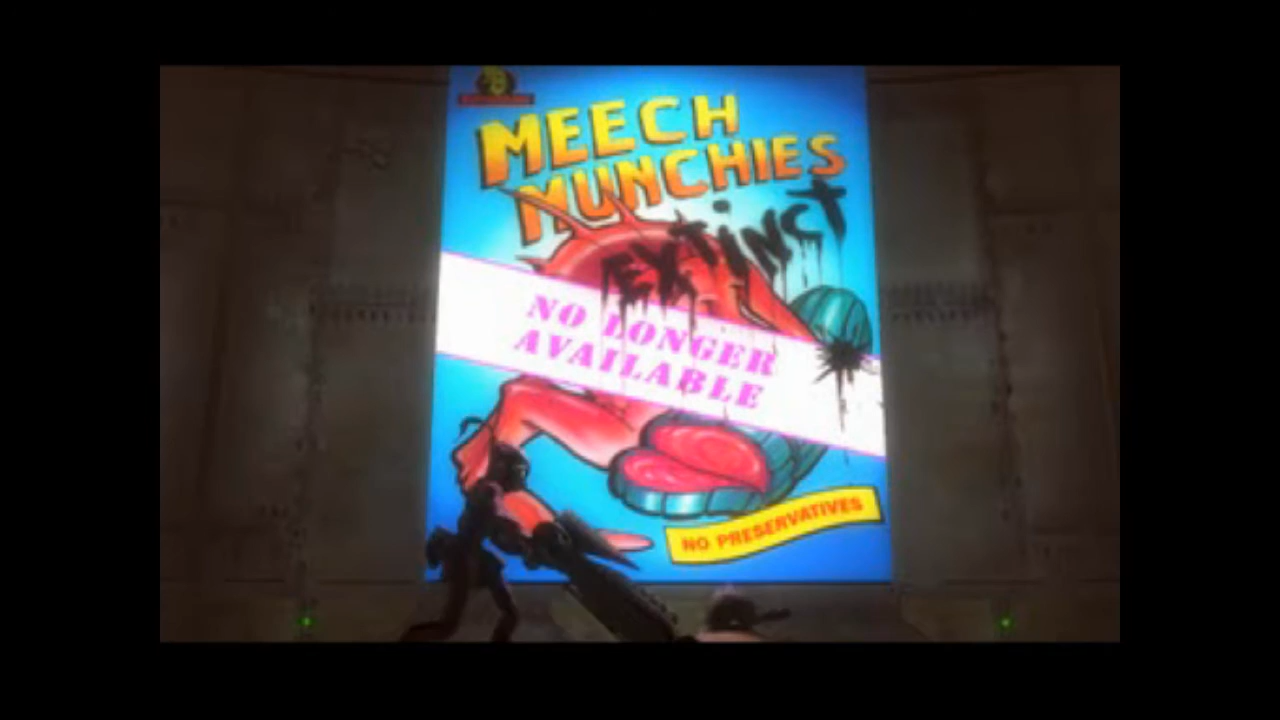 MEECH
MUNCHIES
EXTINCT
NO LONGER
AVAILABLE
NO PRESERVATIVES